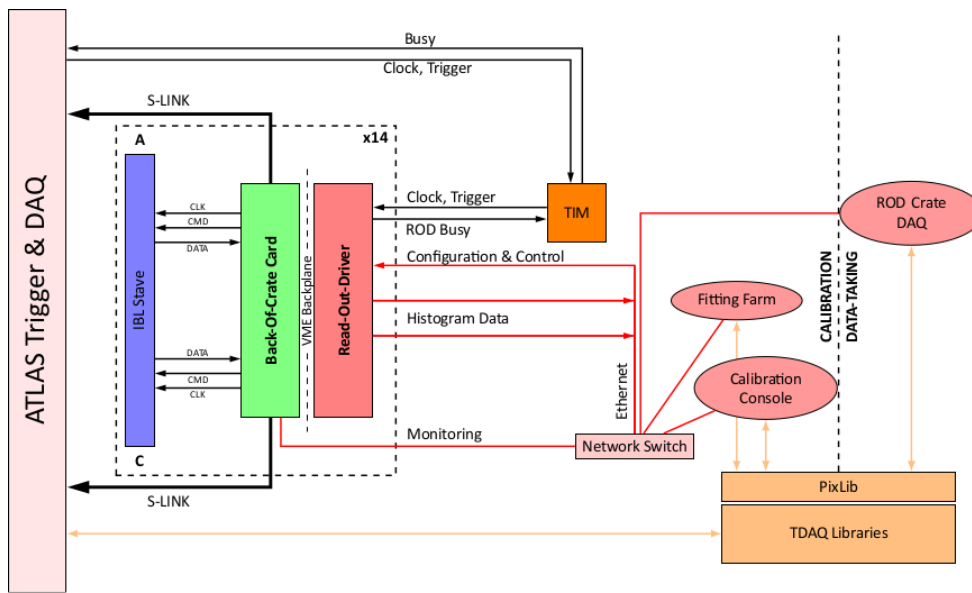 Busy
Clock, Trigger
S-LINK
A
x14
CLK
CMD
DATA
IBL Stave
Back-Of-Crate Card
VME Backplane
Read-Out-Driver
Clock, Trigger
ROD Busy
TIM
Configuration & Control
Histogram Data
Ethernet
DATA
CMD
CLK
Monitoring
Network Switch
C
S-LINK
ATLAS Trigger & DAQ
ROD Crate
DAQ
Fitting Farm
CALIBRATION
DATA-TAKING
Calibration
Console
PixLib
TDAQ Libraries